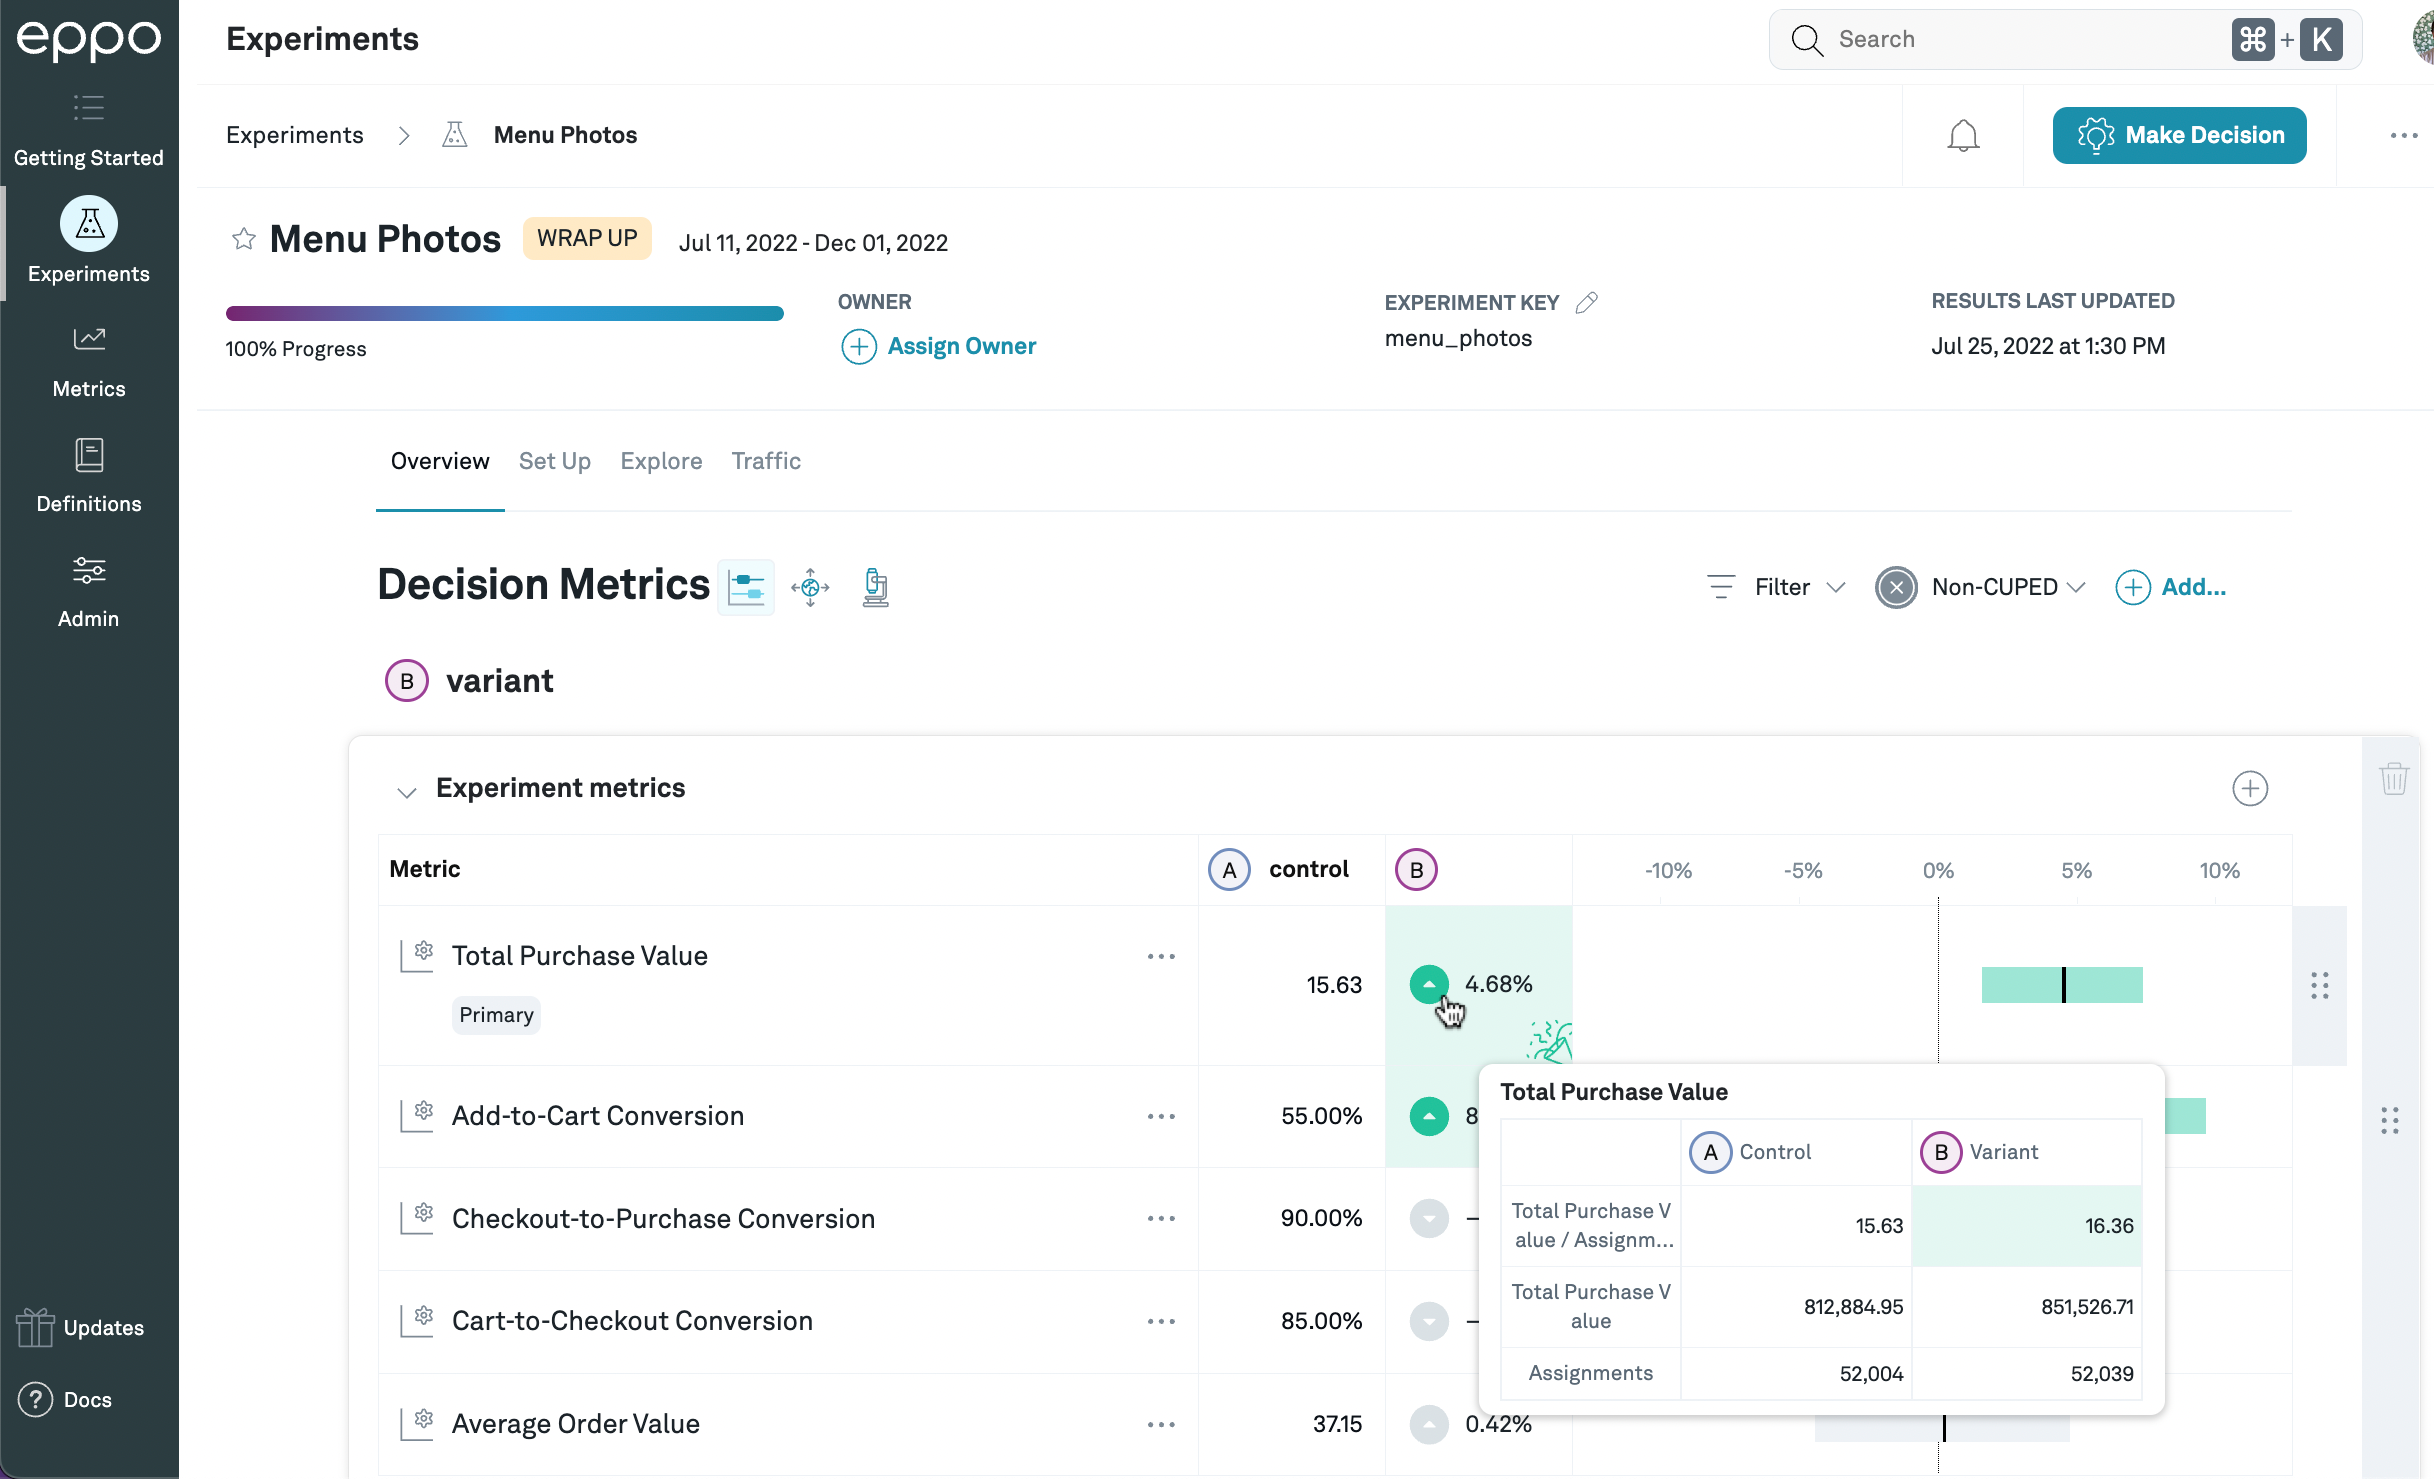 eppo
Experiments
Search
⌘ + K
Getting Started
Experiments
Metrics
Definitions
Admin
Updates
? Docs
Experiments > Menu Photos
Make Decision
Menu Photos WRAP UP Jul 11, 2022 - Dec 01, 2022
100% Progress
OWNER
Assign Owner
EXPERIMENT KEY
menu_photos
RESULTS LAST UPDATED
Jul 25, 2022 at 1:30 PM
Overview Set Up Explore Traffic
Decision Metrics
Filter Non-CUPED Add...
B variant
Experiment metrics
Metric A control B -10% -5% 0% 5% 10%
Total Purchase Value 15.63 4.68%
Primary
Add-to-Cart Conversion 55.00% 8
Checkout-to-Purchase Conversion 90.00% –
Cart-to-Checkout Conversion 85.00% –
Average Order Value 37.15 0.42%
Total Purchase Value
A Control B Variant
Total Purchase V
alue / Assignm... 15.63 16.36
Total Purchase V
alue 812,884.95 851,526.71
Assignments 52,004 52,039